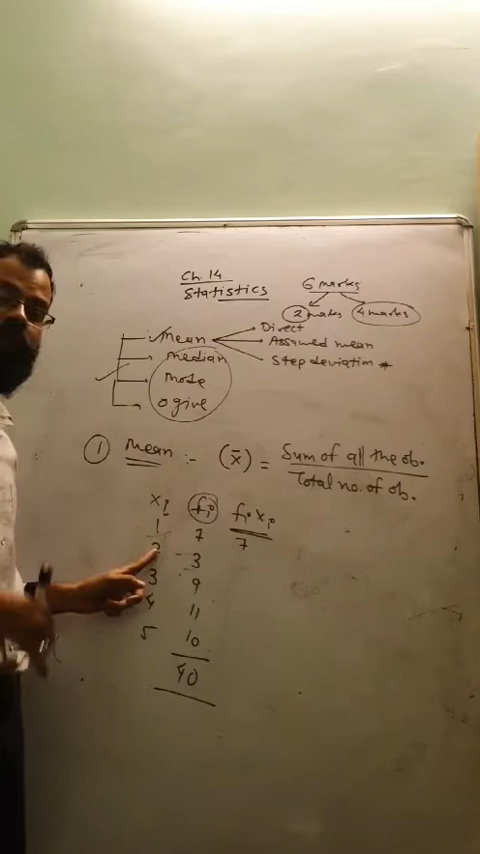 Ch. 14
Statistics
6 marks
2 marks 4 marks
Mean
Direct
Assumed mean
Step deviation *
median
mode
ogive
① Mean :- (x̄) = Sum of all the ob. / Total no. of ob.
xi fi fi xi
1 7 7
2 3
3 9
4 11
5 10
40